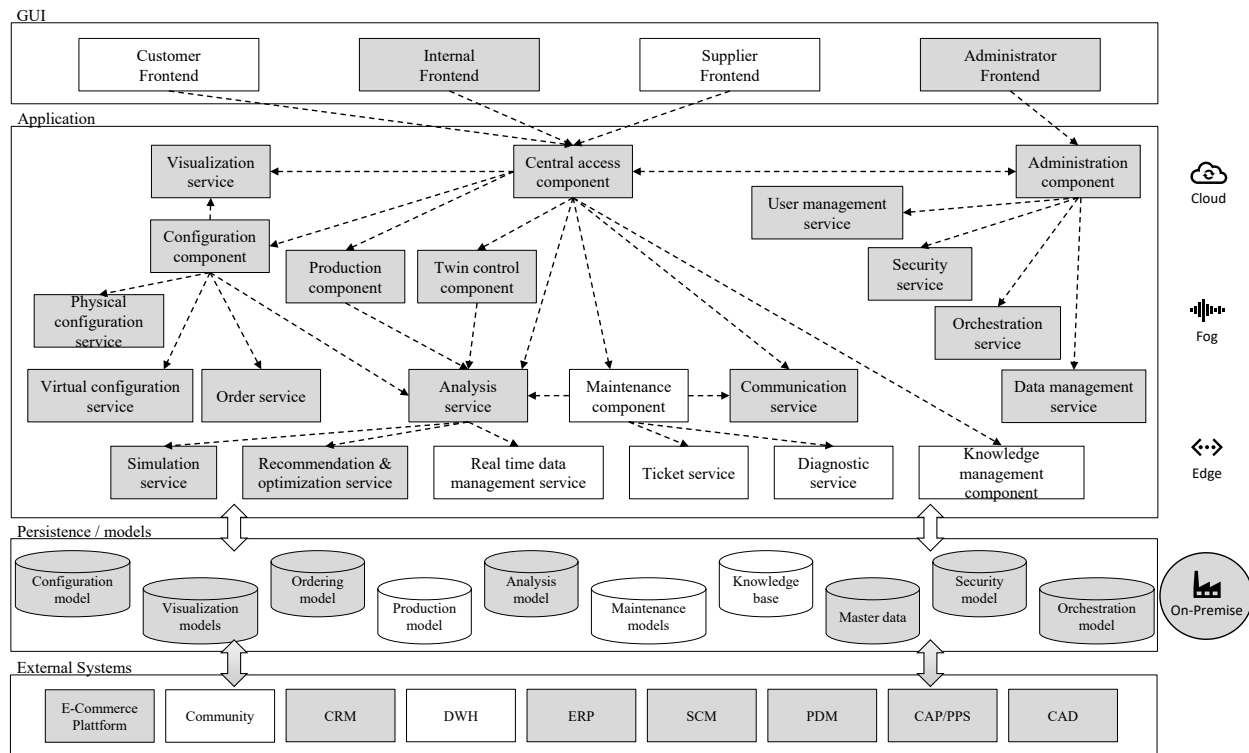 GUI
Customer
Frontend
Internal
Frontend
Supplier
Frontend
Administrator
Frontend
Application
Visualization
service
Central access
component
Administration
component
Cloud
User management
service
Configuration
component
Production
component
Twin control
component
Security
service
Physical
configuration
service
Orchestration
service
Fog
Virtual configuration
service
Order service
Analysis
service
Maintenance
component
Communication
service
Data management
service
Simulation
service
Recommendation &
optimization service
Real time data
management service
Ticket service
Diagnostic
service
Knowledge
management
component
Edge
Persistence / models
Configuration
model
Visualization
models
Ordering
model
Production
model
Analysis
model
Maintenance
models
Knowledge
base
Master data
Security
model
Orchestration
model
On-Premise
External Systems
E-Commerce
Plattform
Community
CRM
DWH
ERP
SCM
PDM
CAP/PPS
CAD